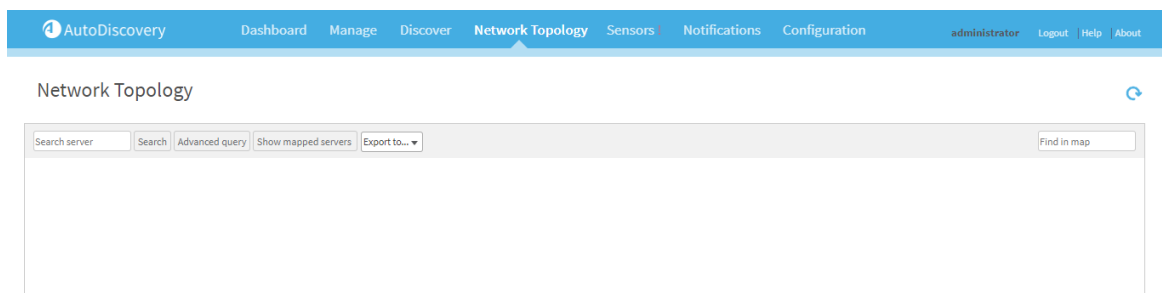 AutoDiscovery Dashboard Manage Discover Network Topology Sensors Notifications Configuration administrator Logout | Help | About
Network Topology
Search server Search Advanced query Show mapped servers Export to... Find in map